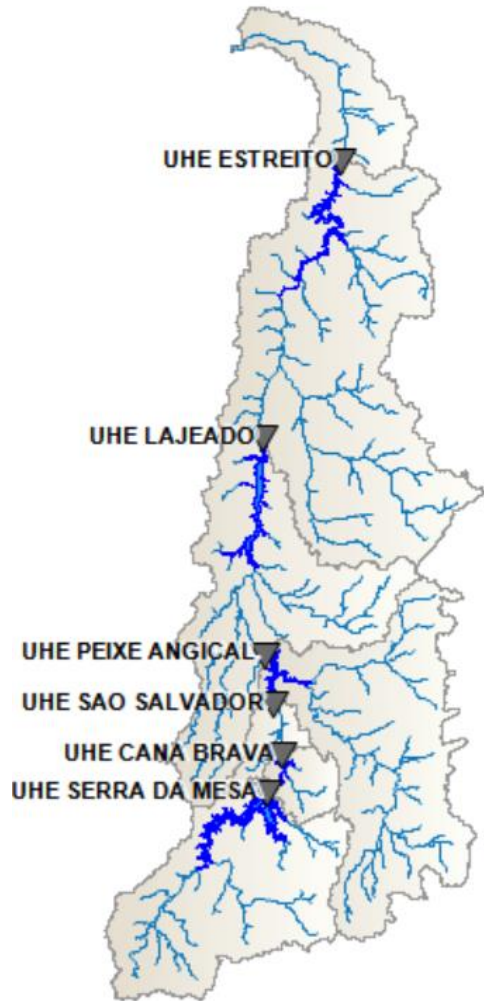 UHE ESTREITO
UHE LAJEADO
UHE PEIXE ANGICAL
UHE SAO SALVADOR
UHE CANA BRAVA
UHE SERRA DA MESA